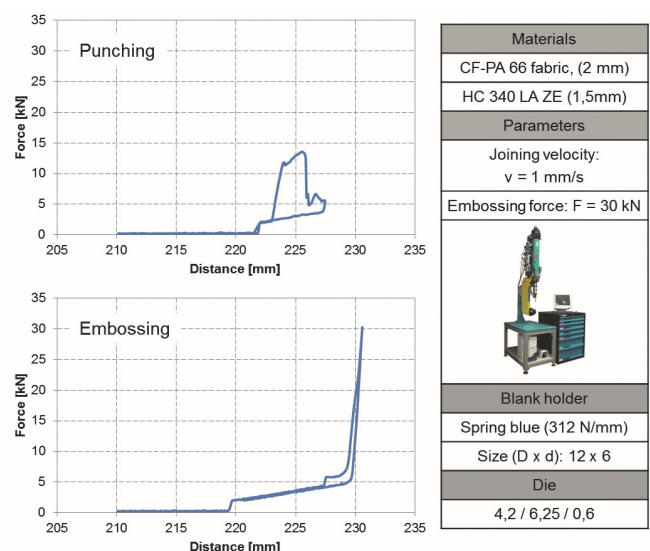 Punching
Force [kN]
35
30
25
20
15
10
5
0
205 210 215 220 225 230 235
Distance [mm]
Embossing
Force [kN]
35
30
25
20
15
10
5
0
205 210 215 220 225 230 235
Distance [mm]
Materials
CF-PA 66 fabric, (2 mm)
HC 340 LA ZE (1,5mm)
Parameters
Joining velocity:
v = 1 mm/s
Embossing force: F = 30 kN
Blank holder
Spring blue (312 N/mm)
Size (D x d): 12 x 6
Die
4,2 / 6,25 / 0,6